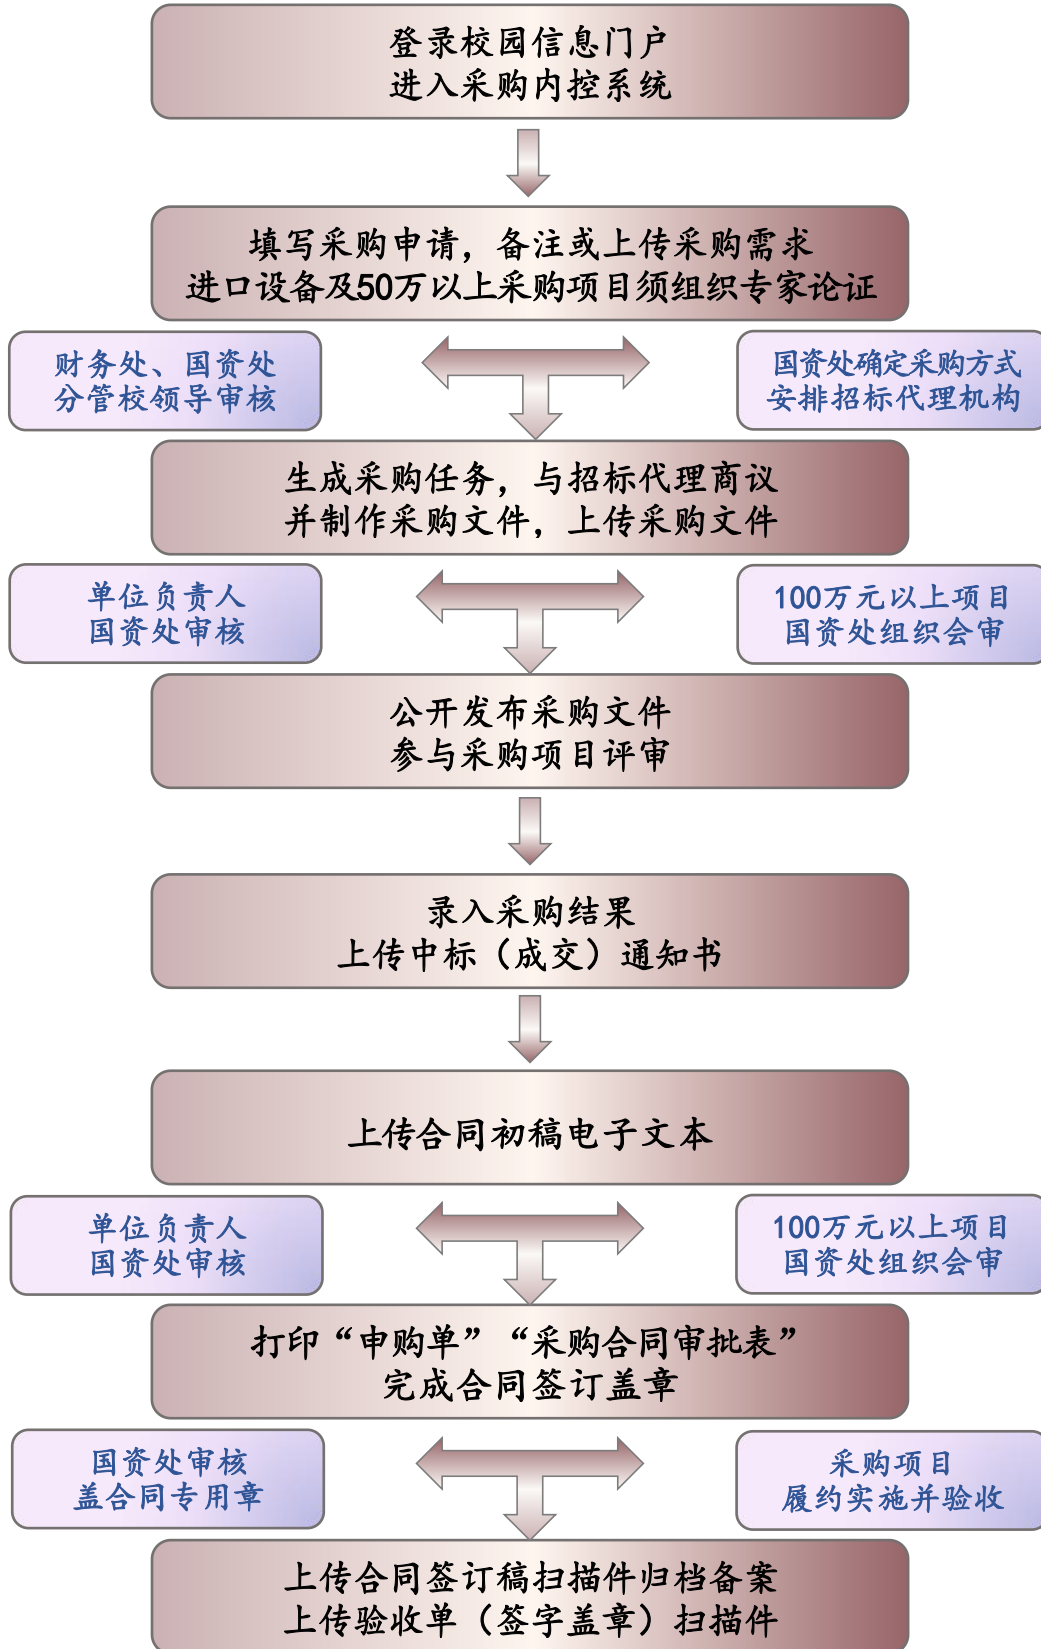 登录校园信息门户
进入采购内控系统
填写采购申请，备注或上传采购需求
进口设备及50万以上采购项目须组织专家论证
财务处、国资处
分管校领导审核
国资处确定采购方式
安排招标代理机构
生成采购任务，与招标代理商议
并制作采购文件，上传采购文件
单位负责人
国资处审核
100万元以上项目
国资处组织会审
公开发布采购文件
参与采购项目评审
录入采购结果
上传中标（成交）通知书
上传合同初稿电子文本
单位负责人
国资处审核
100万元以上项目
国资处组织会审
打印“申购单”“采购合同审批表”
完成合同签订盖章
国资处审核
盖合同专用章
采购项目
履约实施并验收
上传合同签订稿扫描件归档备案
上传验收单（签字盖章）扫描件